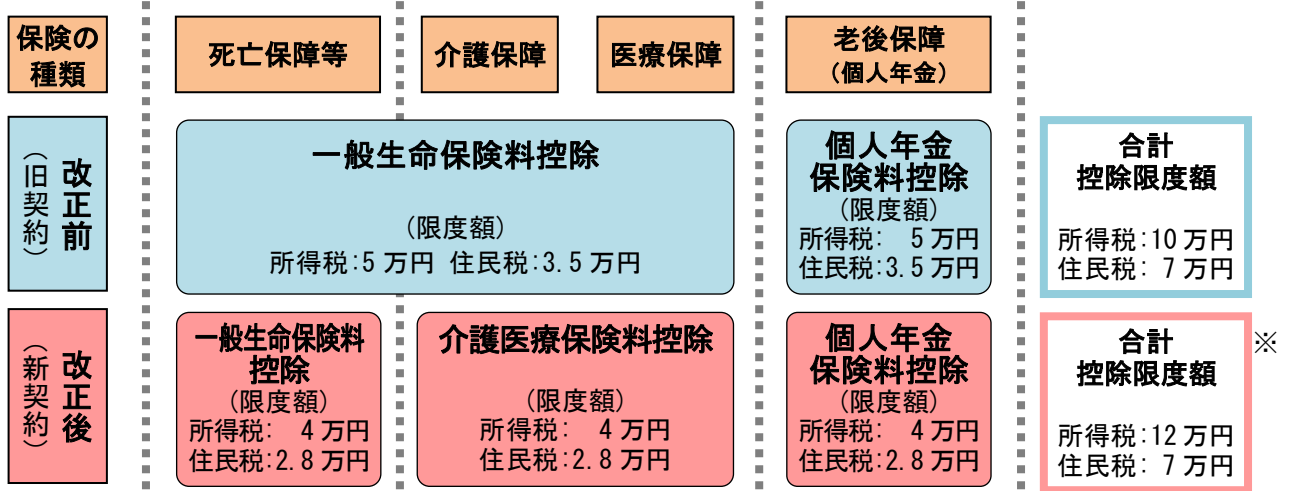 保険の
種類
死亡保障等
介護保障
医療保障
老後保障
（個人年金）
改正前
（旧契約）
一般生命保険料控除
（限度額）
所得税：5万円 住民税：3.5万円
個人年金
保険料控除
（限度額）
所得税： 5万円
住民税：3.5万円
合計
控除限度額
所得税：10万円
住民税： 7万円
改正後
（新契約）
一般生命保険料
控除
（限度額）
所得税： 4万円
住民税：2.8万円
介護医療保険料控除
（限度額）
所得税： 4万円
住民税：2.8万円
個人年金
保険料控除
（限度額）
所得税： 4万円
住民税：2.8万円
合計
控除限度額
所得税：12万円
住民税： 7万円
※